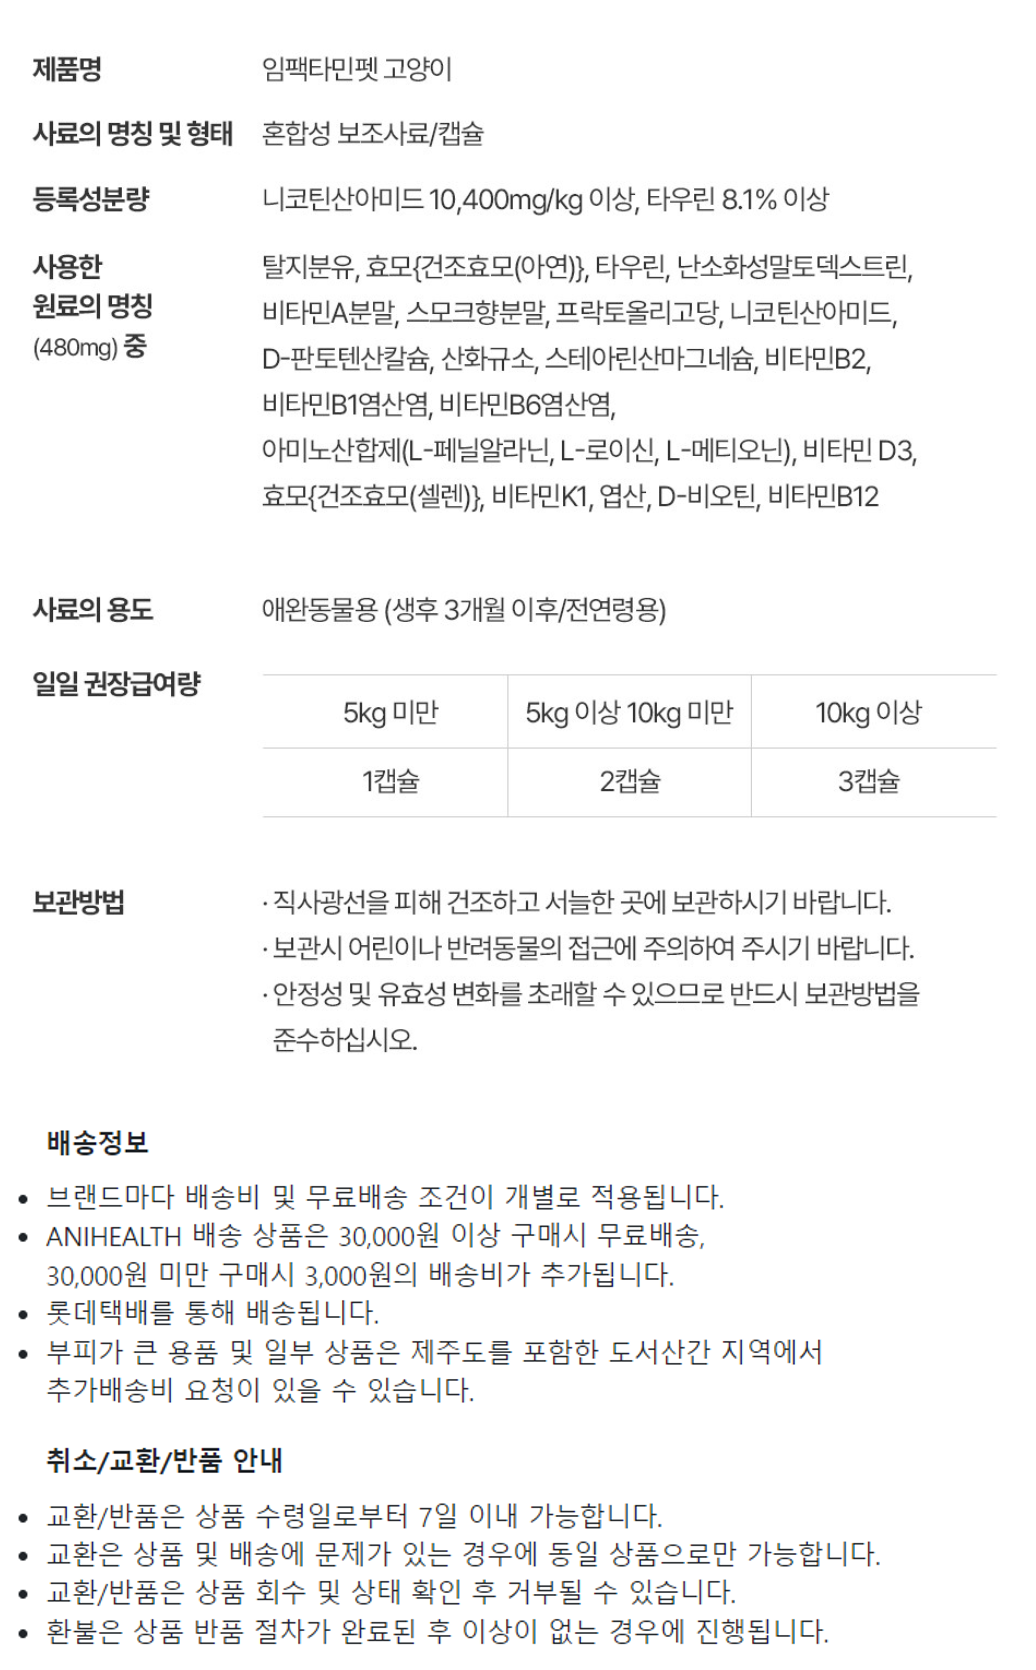 제품명 임팩타민펫 고양이
사료의 명칭 및 형태 혼합성 보조사료/캡슐
등록성분량 니코틴산아미드 10,400mg/kg 이상, 타우린 8.1% 이상
사용한
원료의 명칭
(480mg) 중
탈지분유, 효모{건조효모(아연)}, 타우린, 난소화성말토덱스트린,
비타민A분말, 스모크향분말, 프락토올리고당, 니코틴산아미드,
D-판토텐산칼슘, 산화규소, 스테아린산마그네슘, 비타민B2,
비타민B1염산염, 비타민B6염산염,
아미노산합제(L-페닐알라닌, L-로이신, L-메티오닌), 비타민 D3,
효모{건조효모(셀렌)}, 비타민K1, 엽산, D-비오틴, 비타민B12
사료의 용도 애완동물용 (생후 3개월 이후/전연령용)
일일 권장급여량
5kg 미만 5kg 이상 10kg 미만 10kg 이상
1캡슐 2캡슐 3캡슐
보관방법
· 직사광선을 피해 건조하고 서늘한 곳에 보관하시기 바랍니다.
· 보관시 어린이나 반려동물의 접근에 주의하여 주시기 바랍니다.
· 안정성 및 유효성 변화를 초래할 수 있으므로 반드시 보관방법을
준수하십시오.
배송정보
• 브랜드마다 배송비 및 무료배송 조건이 개별로 적용됩니다.
• ANIHEALTH 배송 상품은 30,000원 이상 구매시 무료배송,
30,000원 미만 구매시 3,000원의 배송비가 추가됩니다.
• 롯데택배를 통해 배송됩니다.
• 부피가 큰 용품 및 일부 상품은 제주도를 포함한 도서산간 지역에서
추가배송비 요청이 있을 수 있습니다.
취소/교환/반품 안내
• 교환/반품은 상품 수령일로부터 7일 이내 가능합니다.
• 교환은 상품 및 배송에 문제가 있는 경우에 동일 상품으로만 가능합니다.
• 교환/반품은 상품 회수 및 상태 확인 후 거부될 수 있습니다.
• 환불은 상품 반품 절차가 완료된 후 이상이 없는 경우에 진행됩니다.